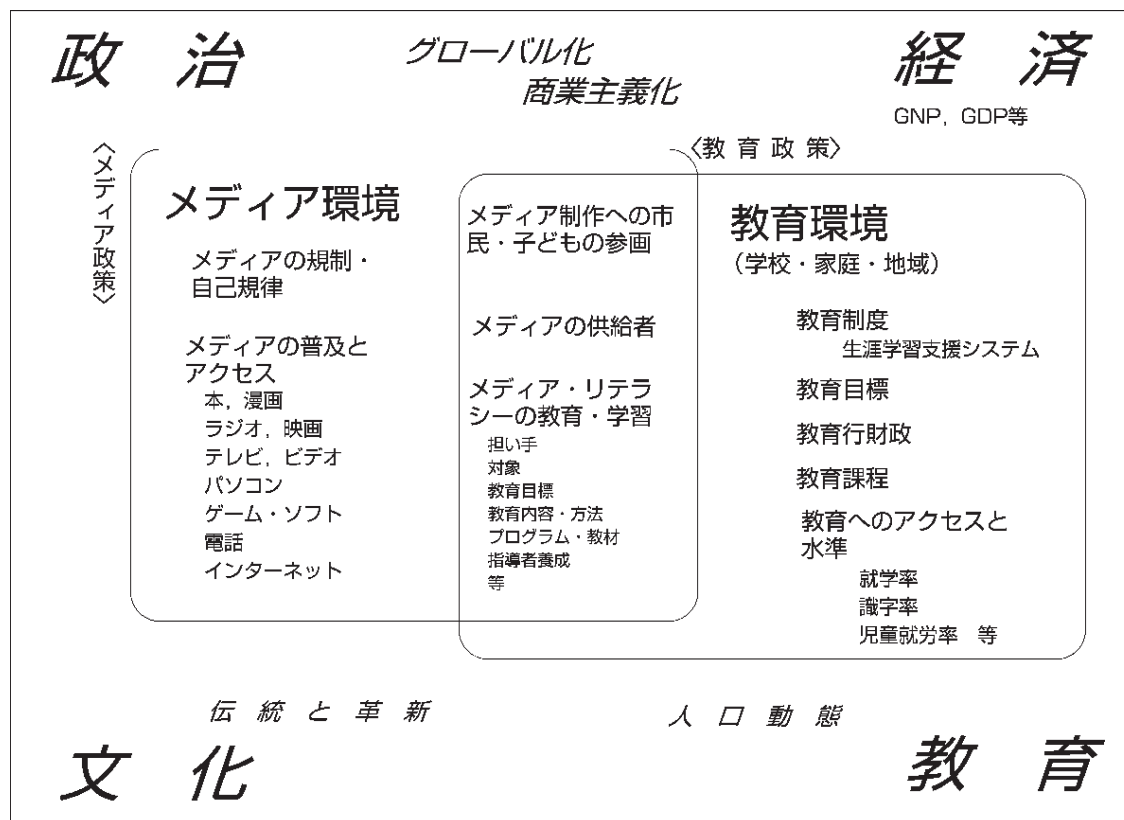 政 治
グローバル化
商業主義化
経 済
GNP，GDP等
〈メディア政策〉
〈教 育 政 策〉
メディア環境
メディアの規制・
自己規律
メディアの普及と
アクセス
本，漫画
ラジオ，映画
テレビ，ビデオ
パソコン
ゲーム・ソフト
電話
インターネット
メディア制作への市
民・子どもの参画
メディアの供給者
メディア・リテラ
シーの教育・学習
担い手
対象
教育目標
教育内容・方法
プログラム・教材
指導者養成
等
教育環境
（学校・家庭・地域）
教育制度
生涯学習支援システム
教育目標
教育行財政
教育課程
教育へのアクセスと
水準
就学率
識字率
児童就労率　等
伝 統 と 革 新
人 口 動 態
文 化
教 育